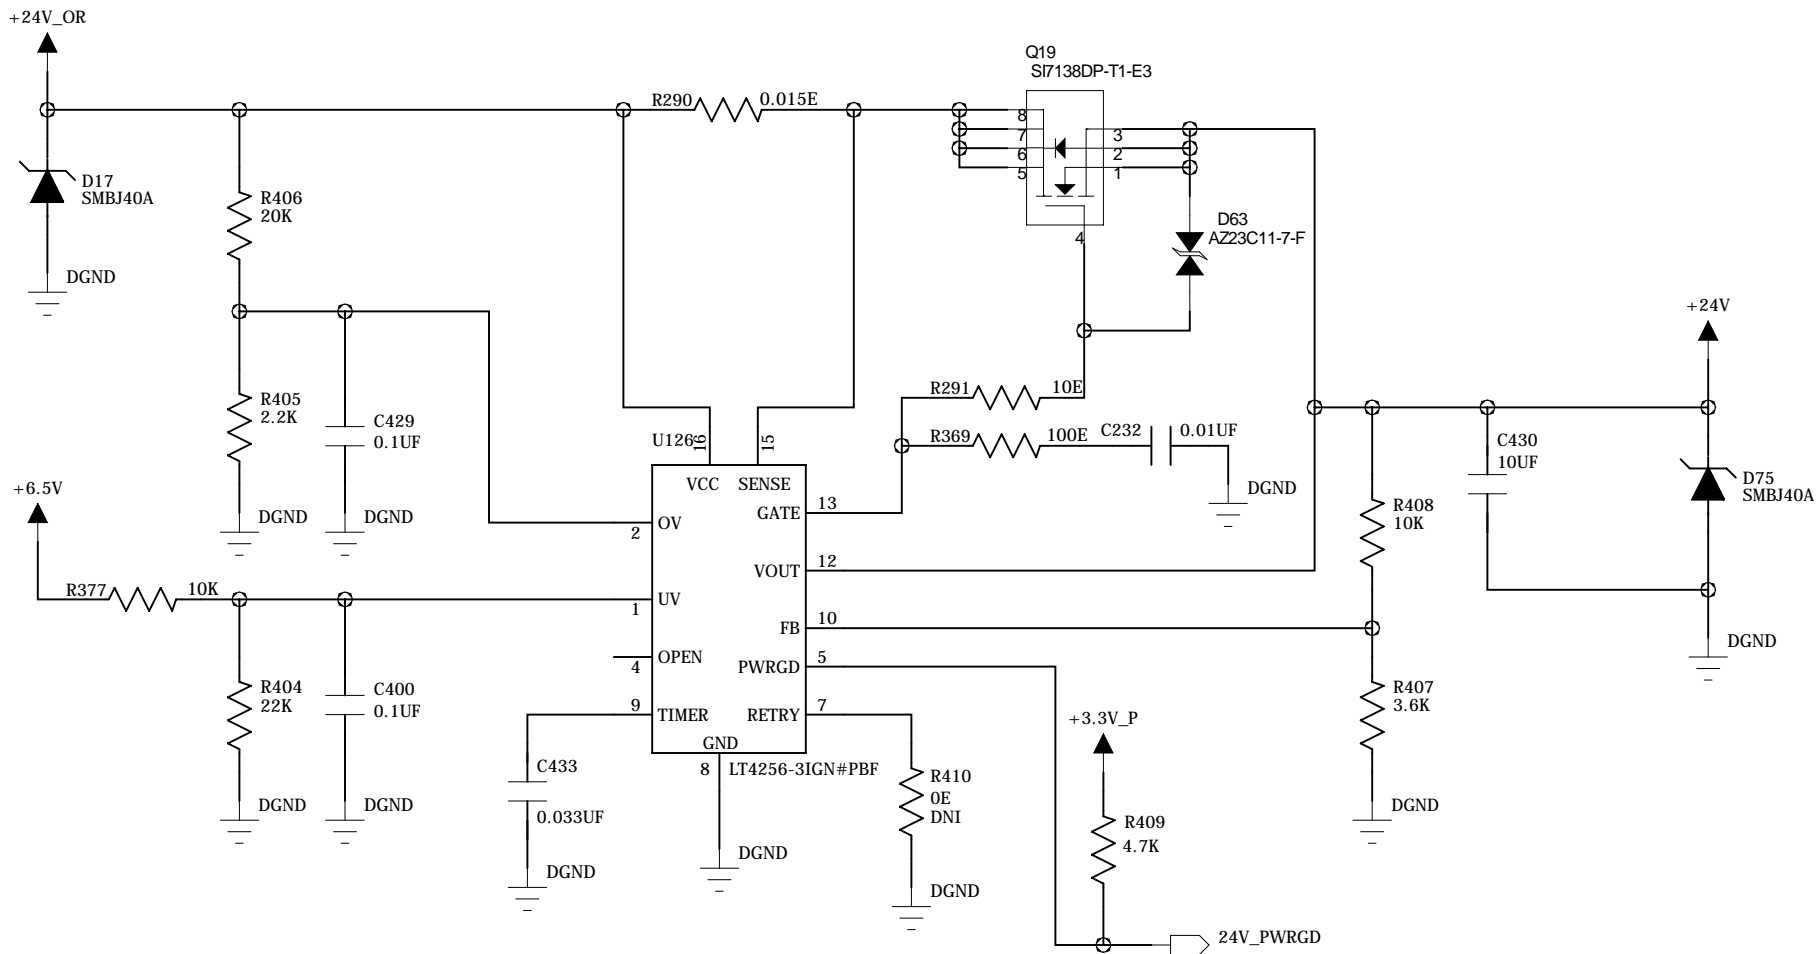 +24V_OR
Q19
SI7138DP-T1-E3
R290
0.015E
8
7
6
5
3
2
1
4
D17
SMBJ40A
R406
20K
D63
AZ23C11-7-F
DGND
+24V
R405
2.2K
C429
0.1UF
R291
10E
R369
100E
C232
0.01UF
DGND
U126
16
15
VCC
SENSE
C430
10UF
D75
SMBJ40A
+6.5V
DGND
DGND
OV
2
GATE
13
R408
10K
R377
10K
VOUT
12
UV
1
FB
10
DGND
OPEN
4
PWRGD
5
R404
22K
C400
0.1UF
TIMER
9
RETRY
7
R407
3.6K
+3.3V_P
GND
8
LT4256-3IGN#PBF
C433
0.033UF
R410
0E
DNI
R409
4.7K
DGND
DGND
DGND
DGND
DGND
DGND
24V_PWRGD